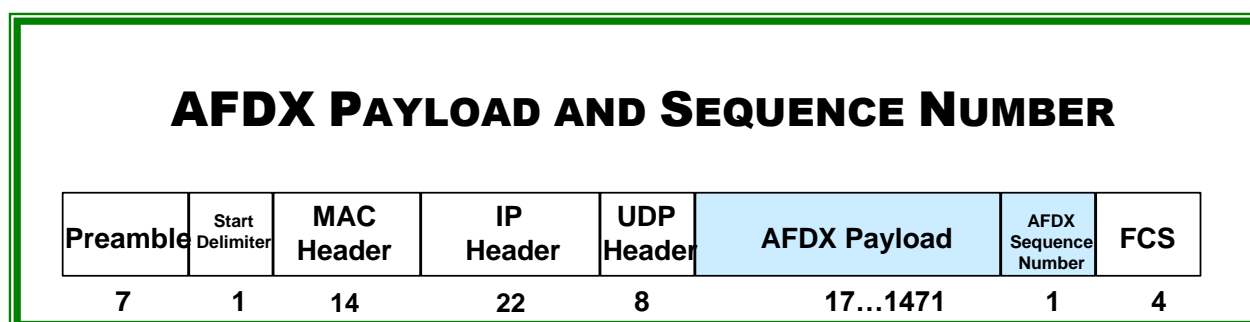 AFDX PAYLOAD AND SEQUENCE NUMBER
Preamble
Start
Delimiter
MAC
Header
IP
Header
UDP
Header
AFDX Payload
AFDX
Sequence
Number
FCS
7 1 14 22 8 17…1471 1 4